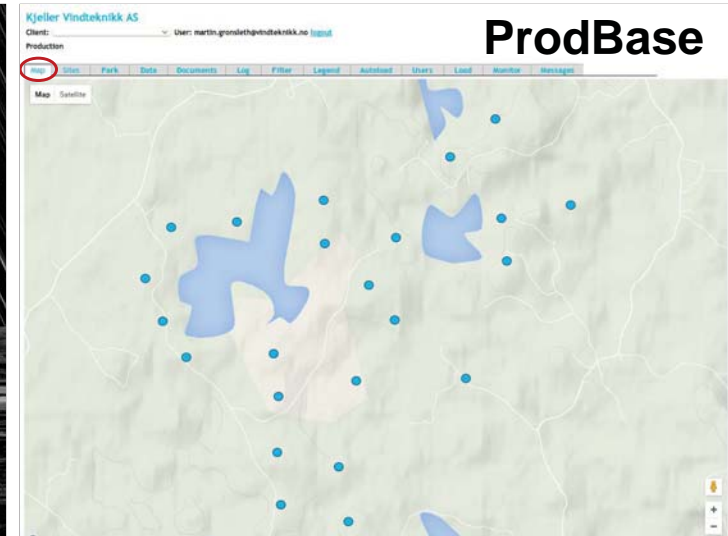 Kjeller Vindteknikk AS
ProdBase
Client: User: martin.gronsleth@vindteknikk.no logout
Production
Map Sites Park Data Documents Log Filter Legend Autoload Users Load Monitor Messages
Map Satellite
+
-